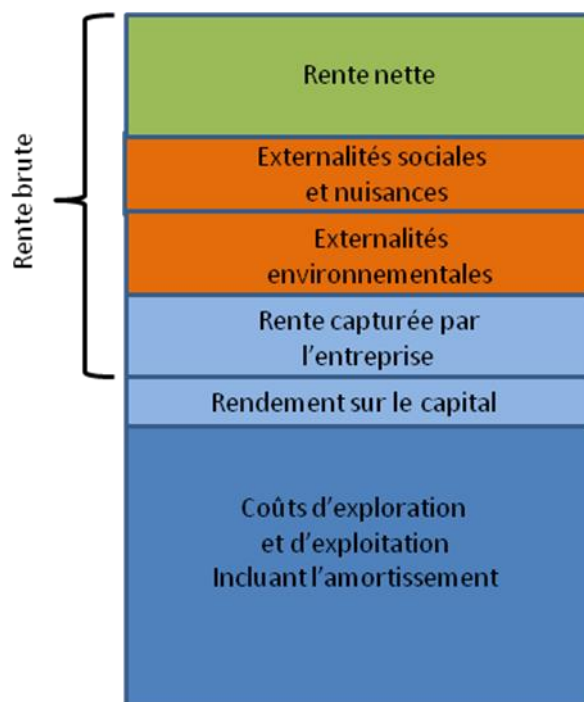 Rente brute
Rente nette
Externalités sociales
et nuisances
Externalités
environnementales
Rente capturée par
l'entreprise
Rendement sur le capital
Coûts d'exploration
et d'exploitation
Incluant l'amortissement